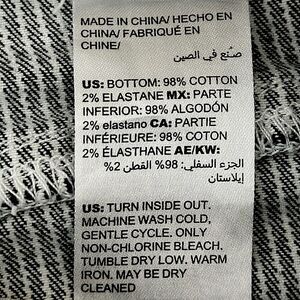 MADE IN CHINA/ HECHO EN
CHINA/ FABRIQUÉ EN
CHINE/
صنع في الصين
US: BOTTOM: 98% COTTON
2% ELASTANE MX: PARTE
INFERIOR: 98% ALGODÓN
2% elastano CA: PARTIE
INFÉRIEURE: 98% COTON
2% ÉLASTHANE AE/KW:
الجزء السفلي: 98% القطن 2%
إيلاستان
US: TURN INSIDE OUT.
MACHINE WASH COLD,
GENTLE CYCLE. ONLY
NON-CHLORINE BLEACH.
TUMBLE DRY LOW. WARM
IRON. MAY BE DRY
CLEANED